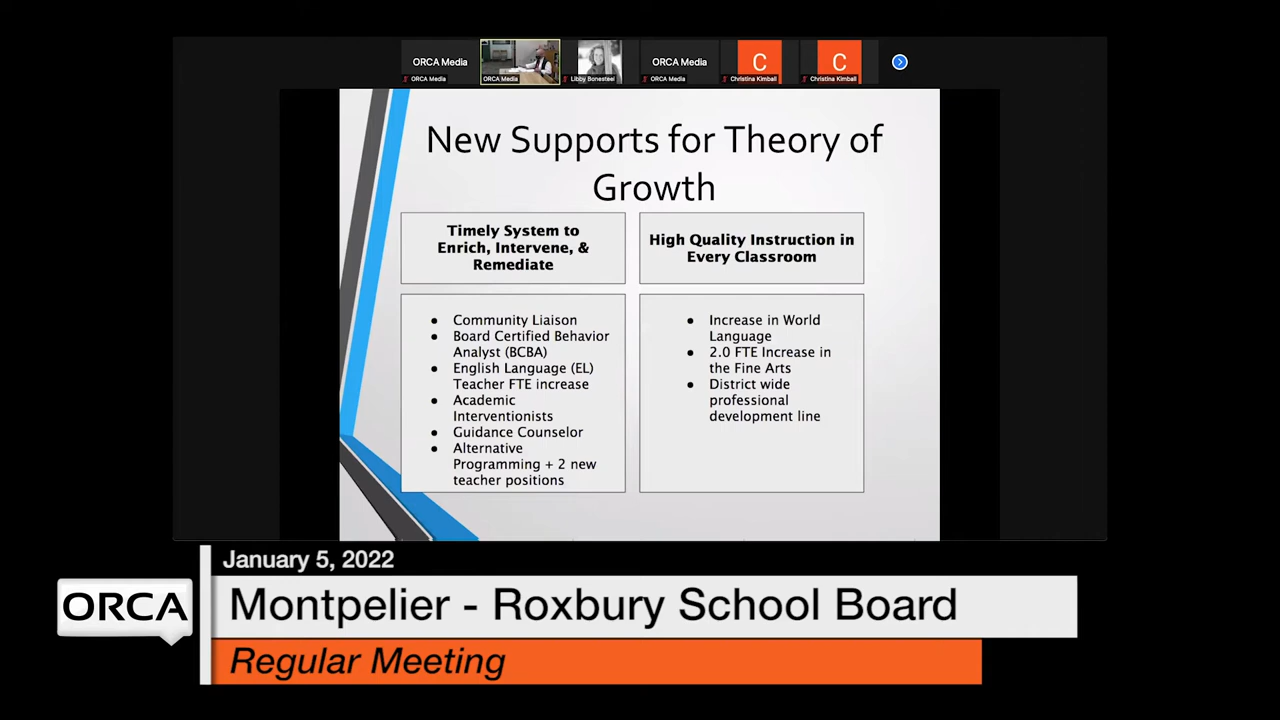 ORCA Media
ORCA Media
ORCA Media
Libby Bonesteel
ORCA Media
ORCA Media
C
Christina Kimball
C
Christina Kimball
New Supports for Theory of
Growth
Timely System to
Enrich, Intervene, &
Remediate
• Community Liaison
• Board Certified Behavior
Analyst (BCBA)
• English Language (EL)
Teacher FTE increase
• Academic
Interventionists
• Guidance Counselor
• Alternative
Programming + 2 new
teacher positions
High Quality Instruction in
Every Classroom
• Increase in World
Language
• 2.0 FTE Increase in
the Fine Arts
• District wide
professional
development line
January 5, 2022
ORCA
Montpelier - Roxbury School Board
Regular Meeting